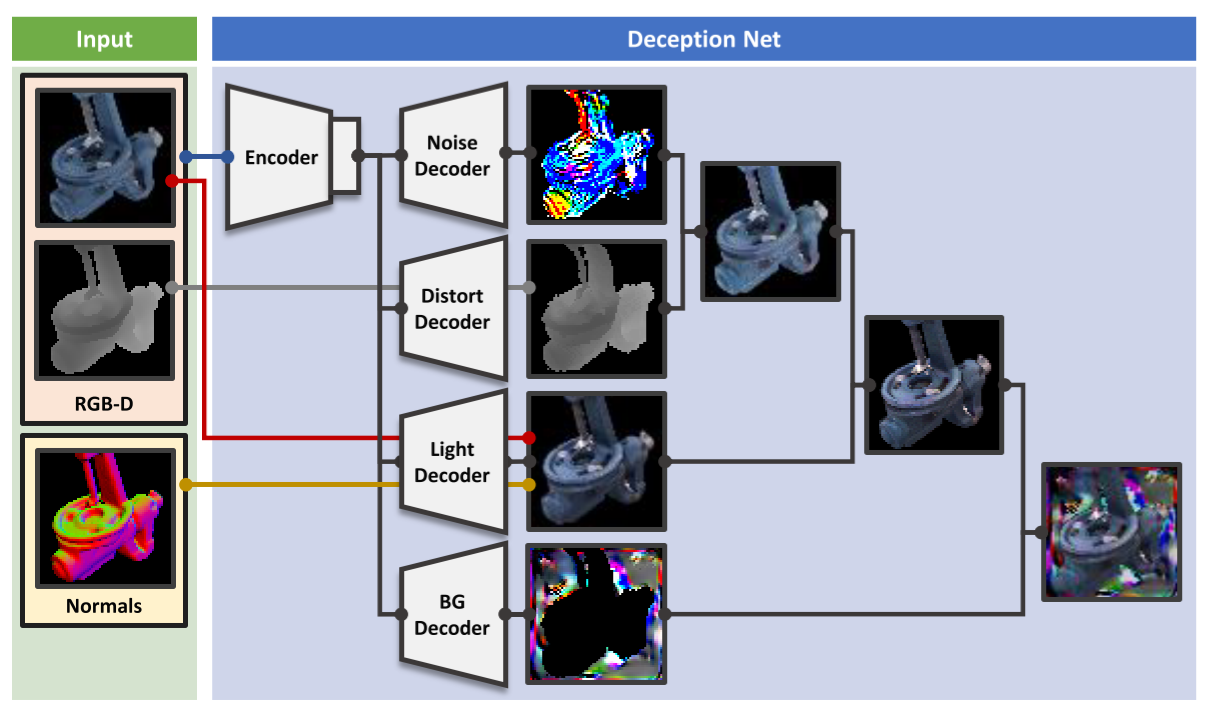 Input
Deception Net
Encoder
Noise
Decoder
Distort
Decoder
RGB-D
Light
Decoder
Normals
BG
Decoder